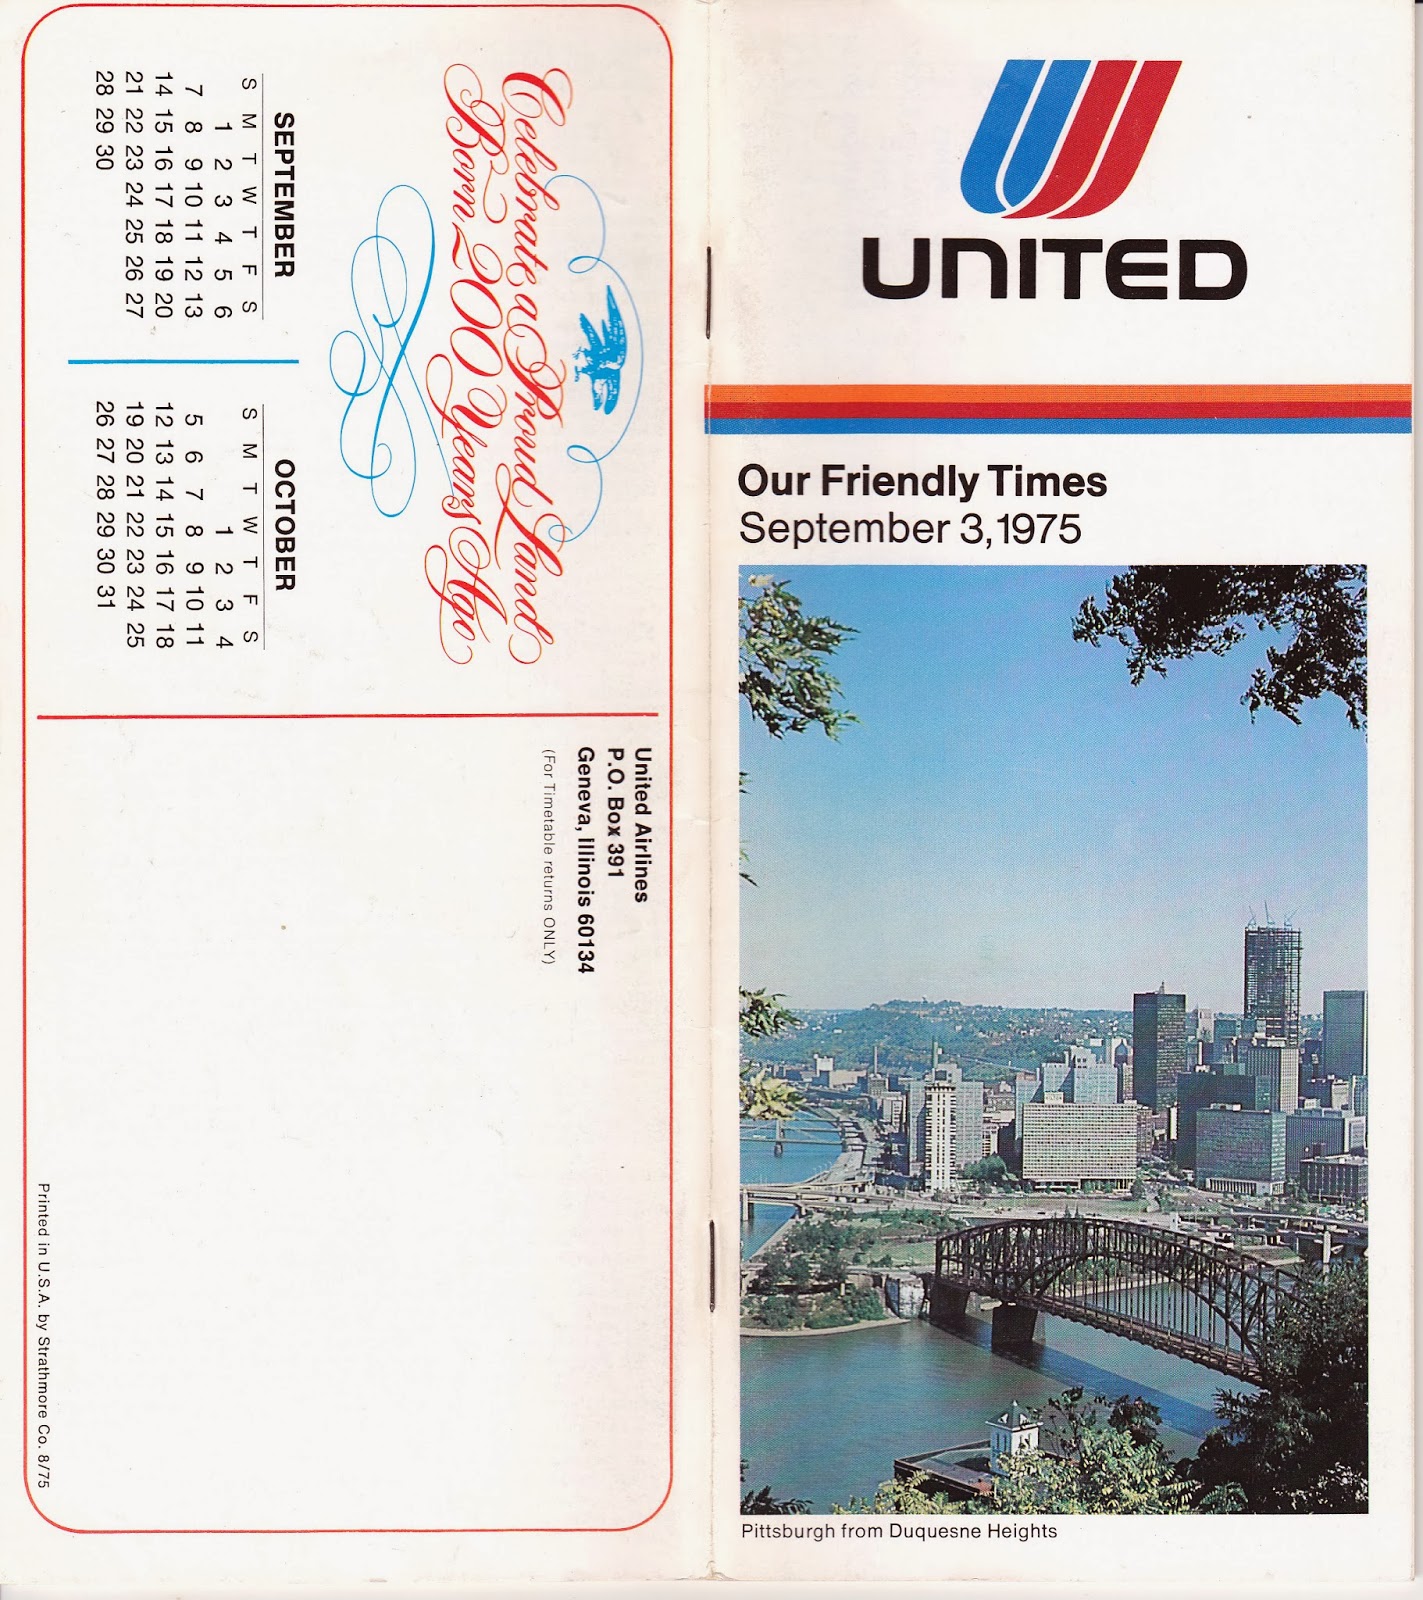 UNITED
Our Friendly Times
September 3, 1975
Pittsburgh from Duquesne Heights
Celebrate a Proud Land
Born 200 Years Ago
SEPTEMBER
S M T W T F S
1 2 3 4 5 6
7 8 9 10 11 12 13
14 15 16 17 18 19 20
21 22 23 24 25 26 27
28 29 30
OCTOBER
S M T W T F S
1 2 3 4
5 6 7 8 9 10 11
12 13 14 15 16 17 18
19 20 21 22 23 24 25
26 27 28 29 30 31
United Airlines
P.O. Box 391
Geneva, Illinois 60134
(For Timetable returns ONLY)
Printed in U.S.A. by Strathmore Co. 8/75